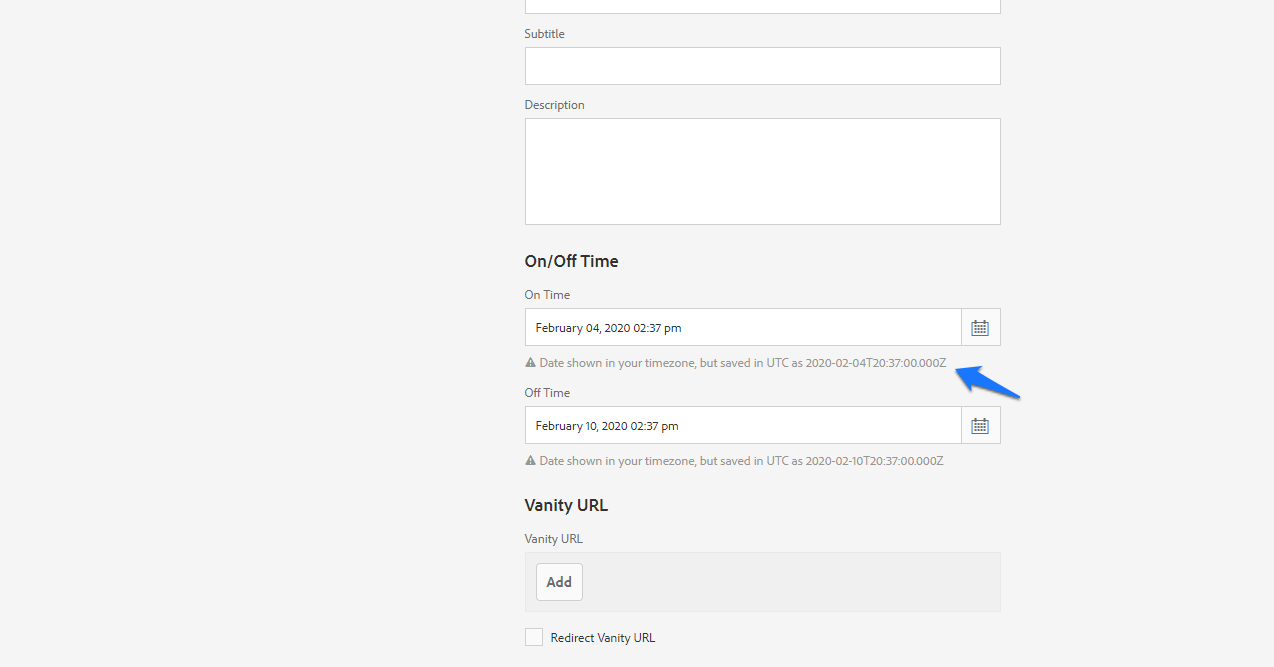 Subtitle
Description
On/Off Time
On Time
February 04, 2020 02:37 pm
Date shown in your timezone, but saved in UTC as 2020-02-04T20:37:00.000Z
Off Time
February 10, 2020 02:37 pm
Date shown in your timezone, but saved in UTC as 2020-02-10T20:37:00.000Z
Vanity URL
Vanity URL
Add
Redirect Vanity URL